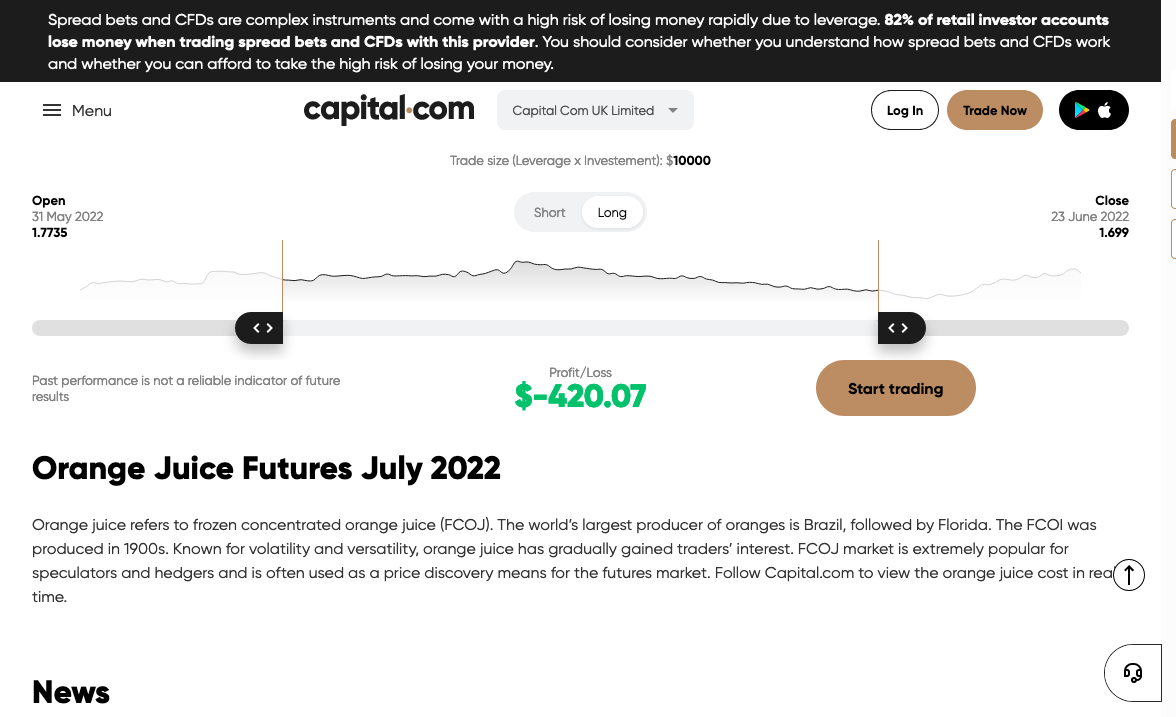 Spread bets and CFDs are complex instruments and come with a high risk of losing money rapidly due to leverage. 82% of retail investor accounts
lose money when trading spread bets and CFDs with this provider. You should consider whether you understand how spread bets and CFDs work
and whether you can afford to take the high risk of losing your money.
Menu
capital.com
Capital Com UK Limited
Log In
Trade Now
Trade size (Leverage x Investement): $10000
Open
31 May 2022
1.7735
Short
Long
Close
23 June 2022
1.699
Past performance is not a reliable indicator of future
results
Profit/Loss
$-420.07
Start trading
Orange Juice Futures July 2022
Orange juice refers to frozen concentrated orange juice (FCOJ). The world's largest producer of oranges is Brazil, followed by Florida. The FCOI was
produced in 1900s. Known for volatility and versatility, orange juice has gradually gained traders' interest. FCOJ market is extremely popular for
speculators and hedgers and is often used as a price discovery means for the futures market. Follow Capital.com to view the orange juice cost in real
time.
News